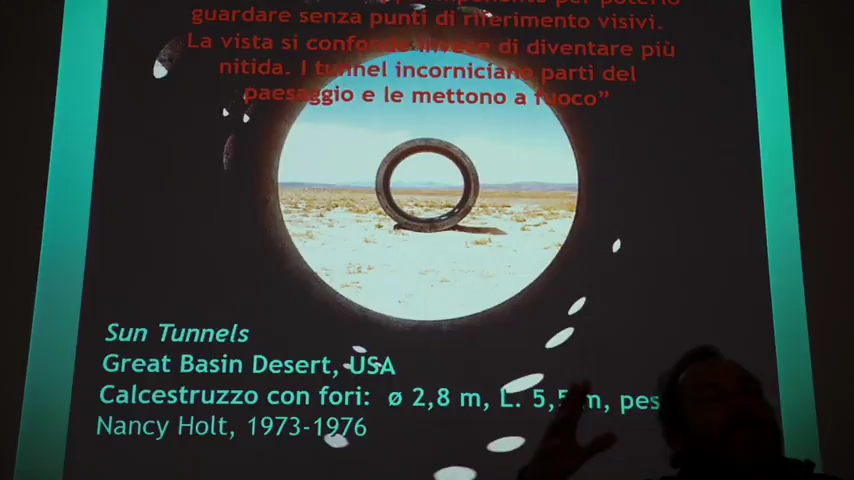 guardare senza punti di riferimento visivi.
La vista si confonde invece di diventare più
nitida. I tunnel incorniciano parti del
paesaggio e le mettono a fuoco”
Sun Tunnels
Great Basin Desert, USA
Calcestruzzo con fori: ø 2,8 m, L. 5,5 m, pes
Nancy Holt, 1973-1976